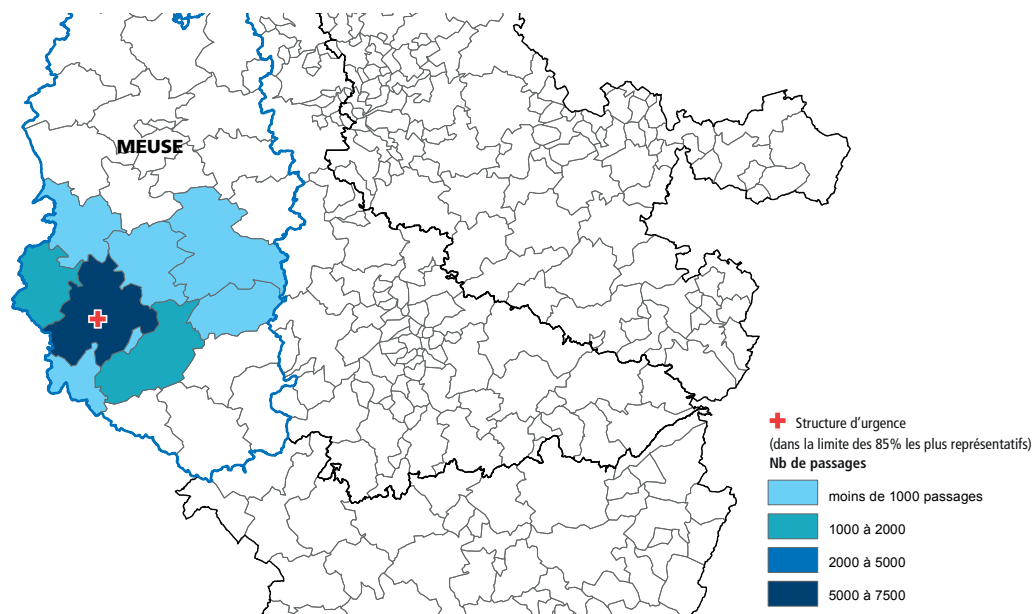 MEUSE
Structure d'urgence
(dans la limite des 85% les plus représentatifs)
Nb de passages
moins de 1000 passages
1000 à 2000
2000 à 5000
5000 à 7500